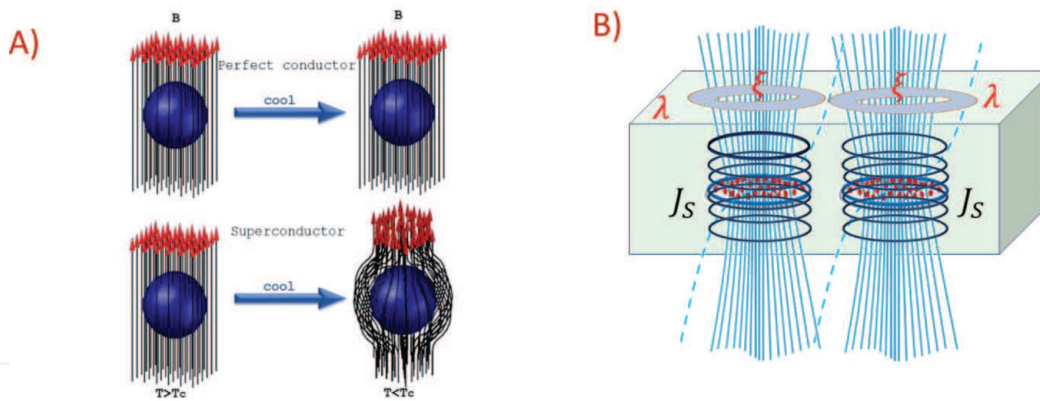 A)
B
B
Perfect conductor
cool
Superconductor
cool
T>Tc
T<Tc
B)
ξ
ξ
λ
λ
Js
Js